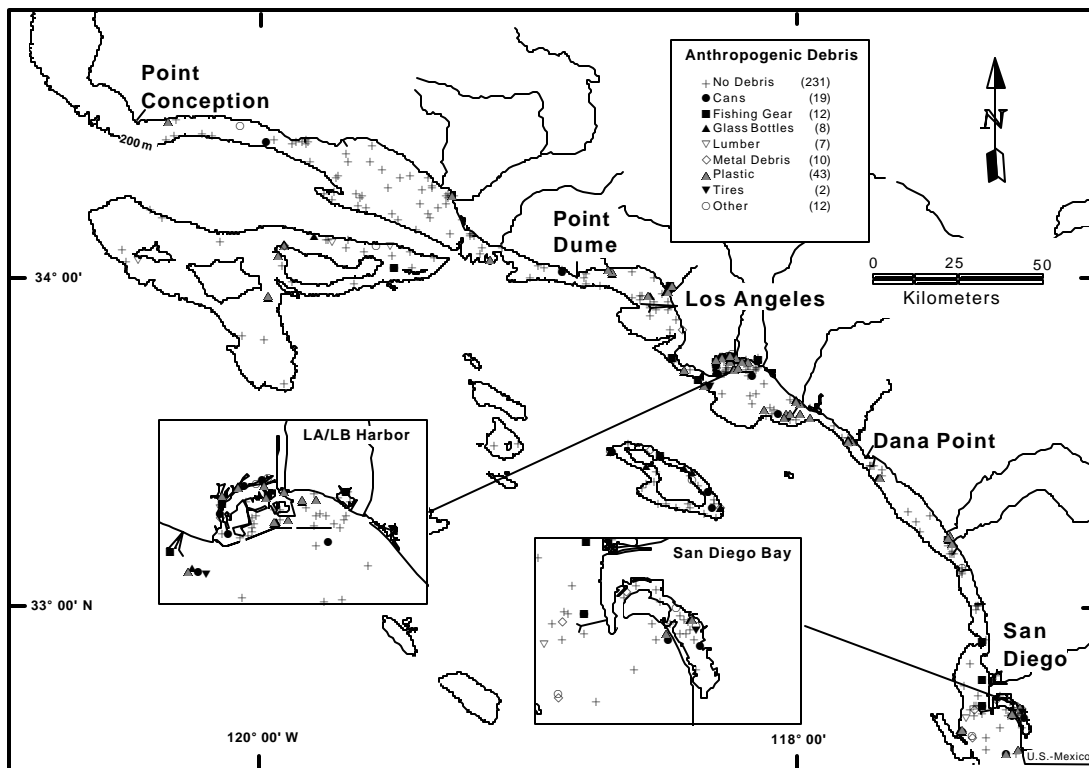 Point
Conception
200 m
Anthropogenic Debris
No Debris (231)
Cans (19)
Fishing Gear (12)
Glass Bottles (8)
Lumber (7)
Metal Debris (10)
Plastic (43)
Tires (2)
Other (12)
N
Point
Dume
34° 00'
0 25 50
Kilometers
Los Angeles
LA/LB Harbor
Dana Point
San Diego Bay
33° 00' N
San
Diego
120° 00' W
118° 00'
U.S.-Mexico